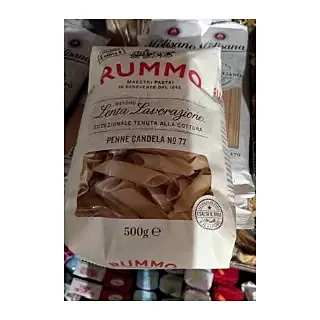 RUMMO
MAESTRI PASTAI
IN BENEVENTO DAL 1846
METODO
Lenta Lavorazione
ECCEZIONALE TENUTA ALLA COTTURA
PENNE CANDELA No 77
500g e
RUMMO